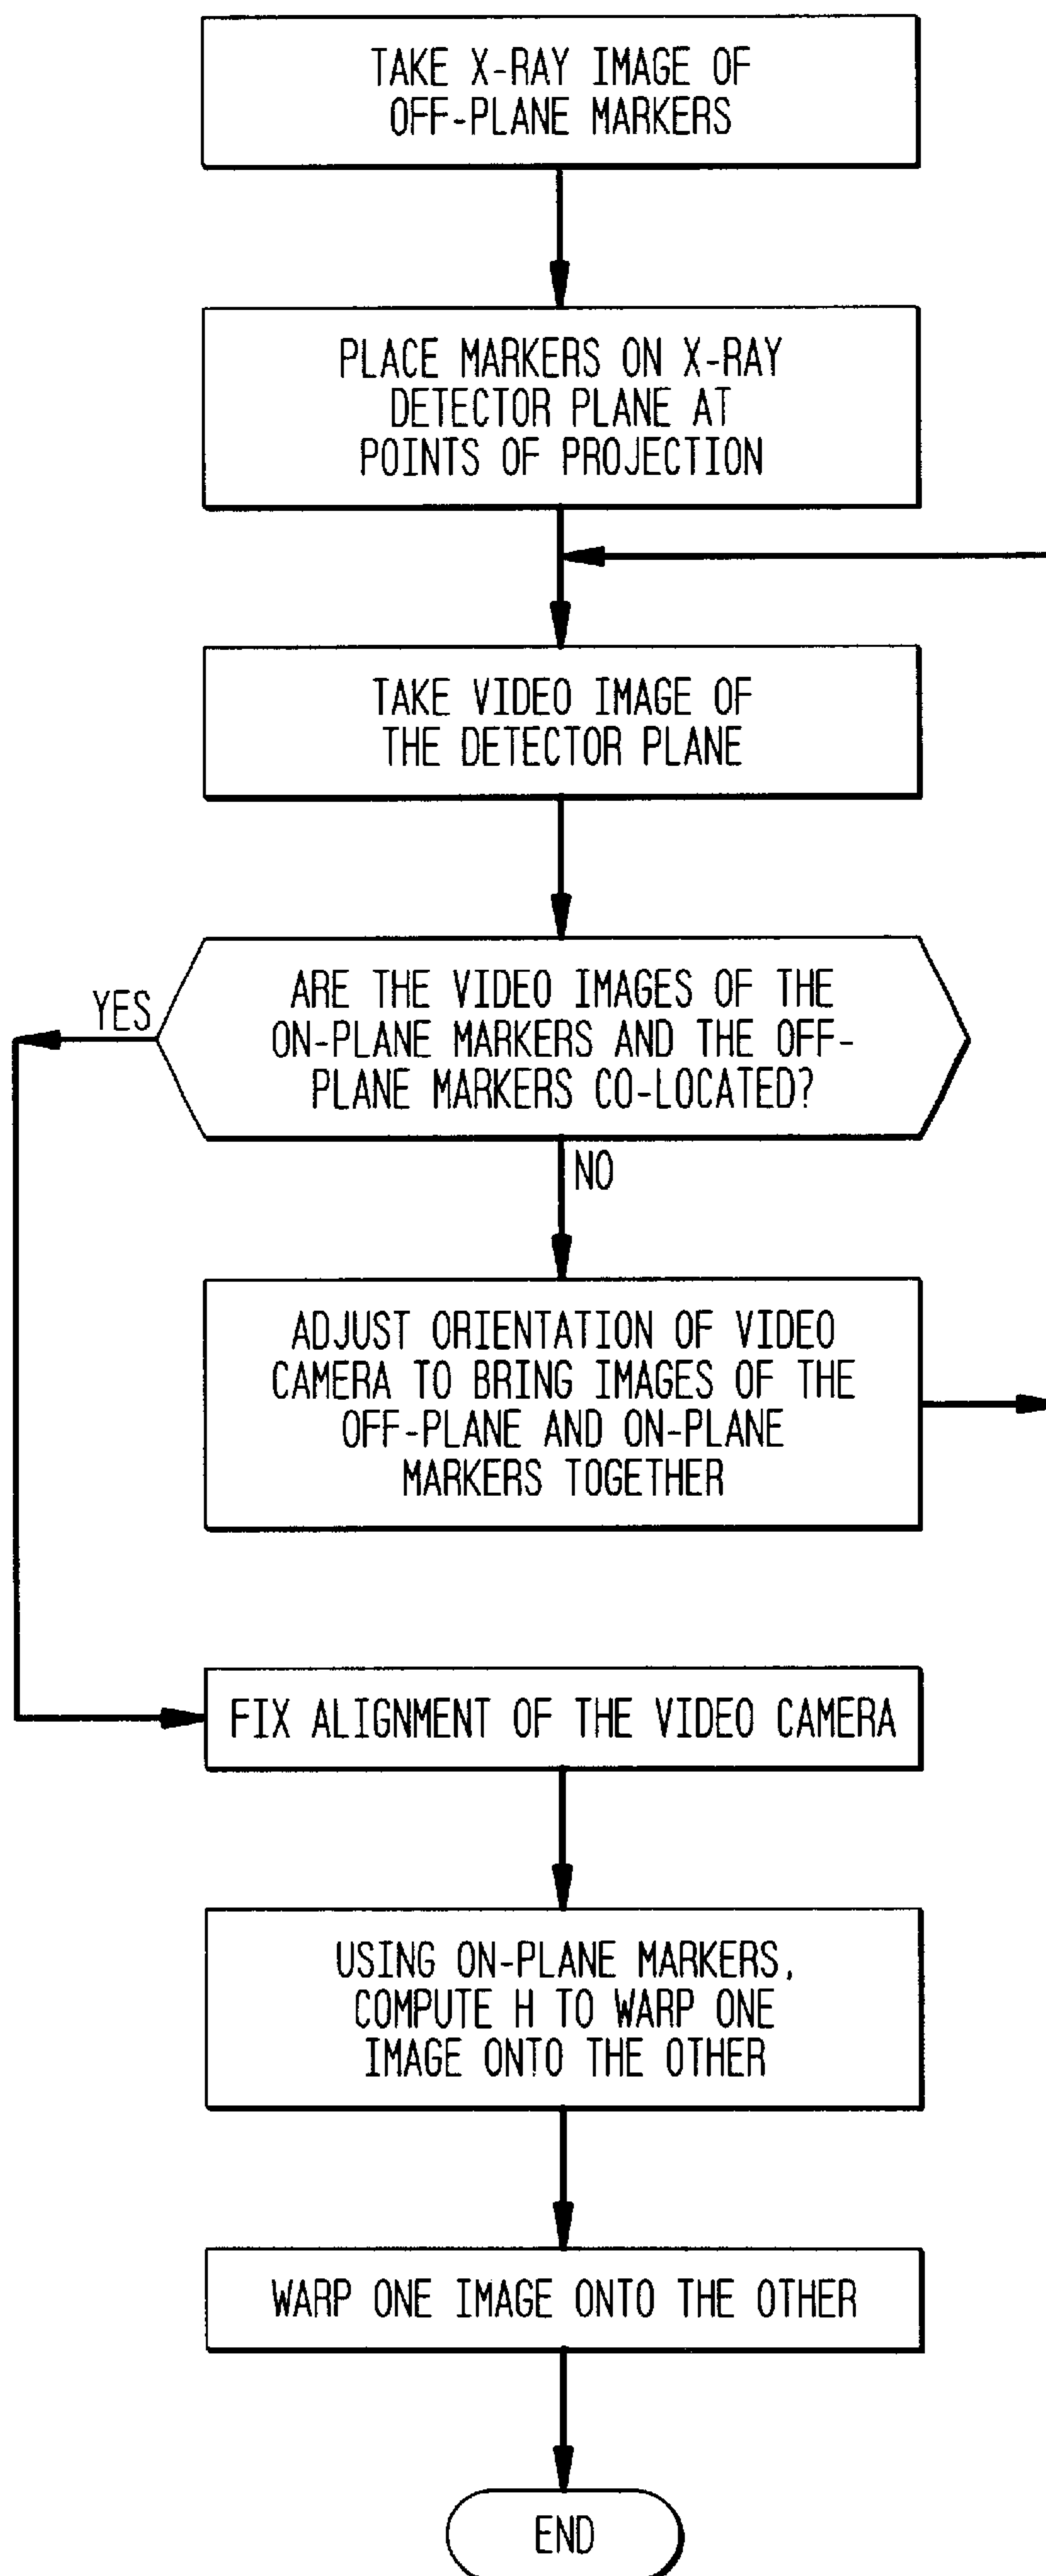 TAKE X-RAY IMAGE OF
OFF-PLANE MARKERS
PLACE MARKERS ON X-RAY
DETECTOR PLANE AT
POINTS OF PROJECTION
TAKE VIDEO IMAGE OF
THE DETECTOR PLANE
YES
ARE THE VIDEO IMAGES OF THE
ON-PLANE MARKERS AND THE OFF-
PLANE MARKERS CO-LOCATED?
NO
ADJUST ORIENTATION OF VIDEO
CAMERA TO BRING IMAGES OF THE
OFF-PLANE AND ON-PLANE
MARKERS TOGETHER
FIX ALIGNMENT OF THE VIDEO CAMERA
USING ON-PLANE MARKERS,
COMPUTE H TO WARP ONE
IMAGE ONTO THE OTHER
WARP ONE IMAGE ONTO THE OTHER
END